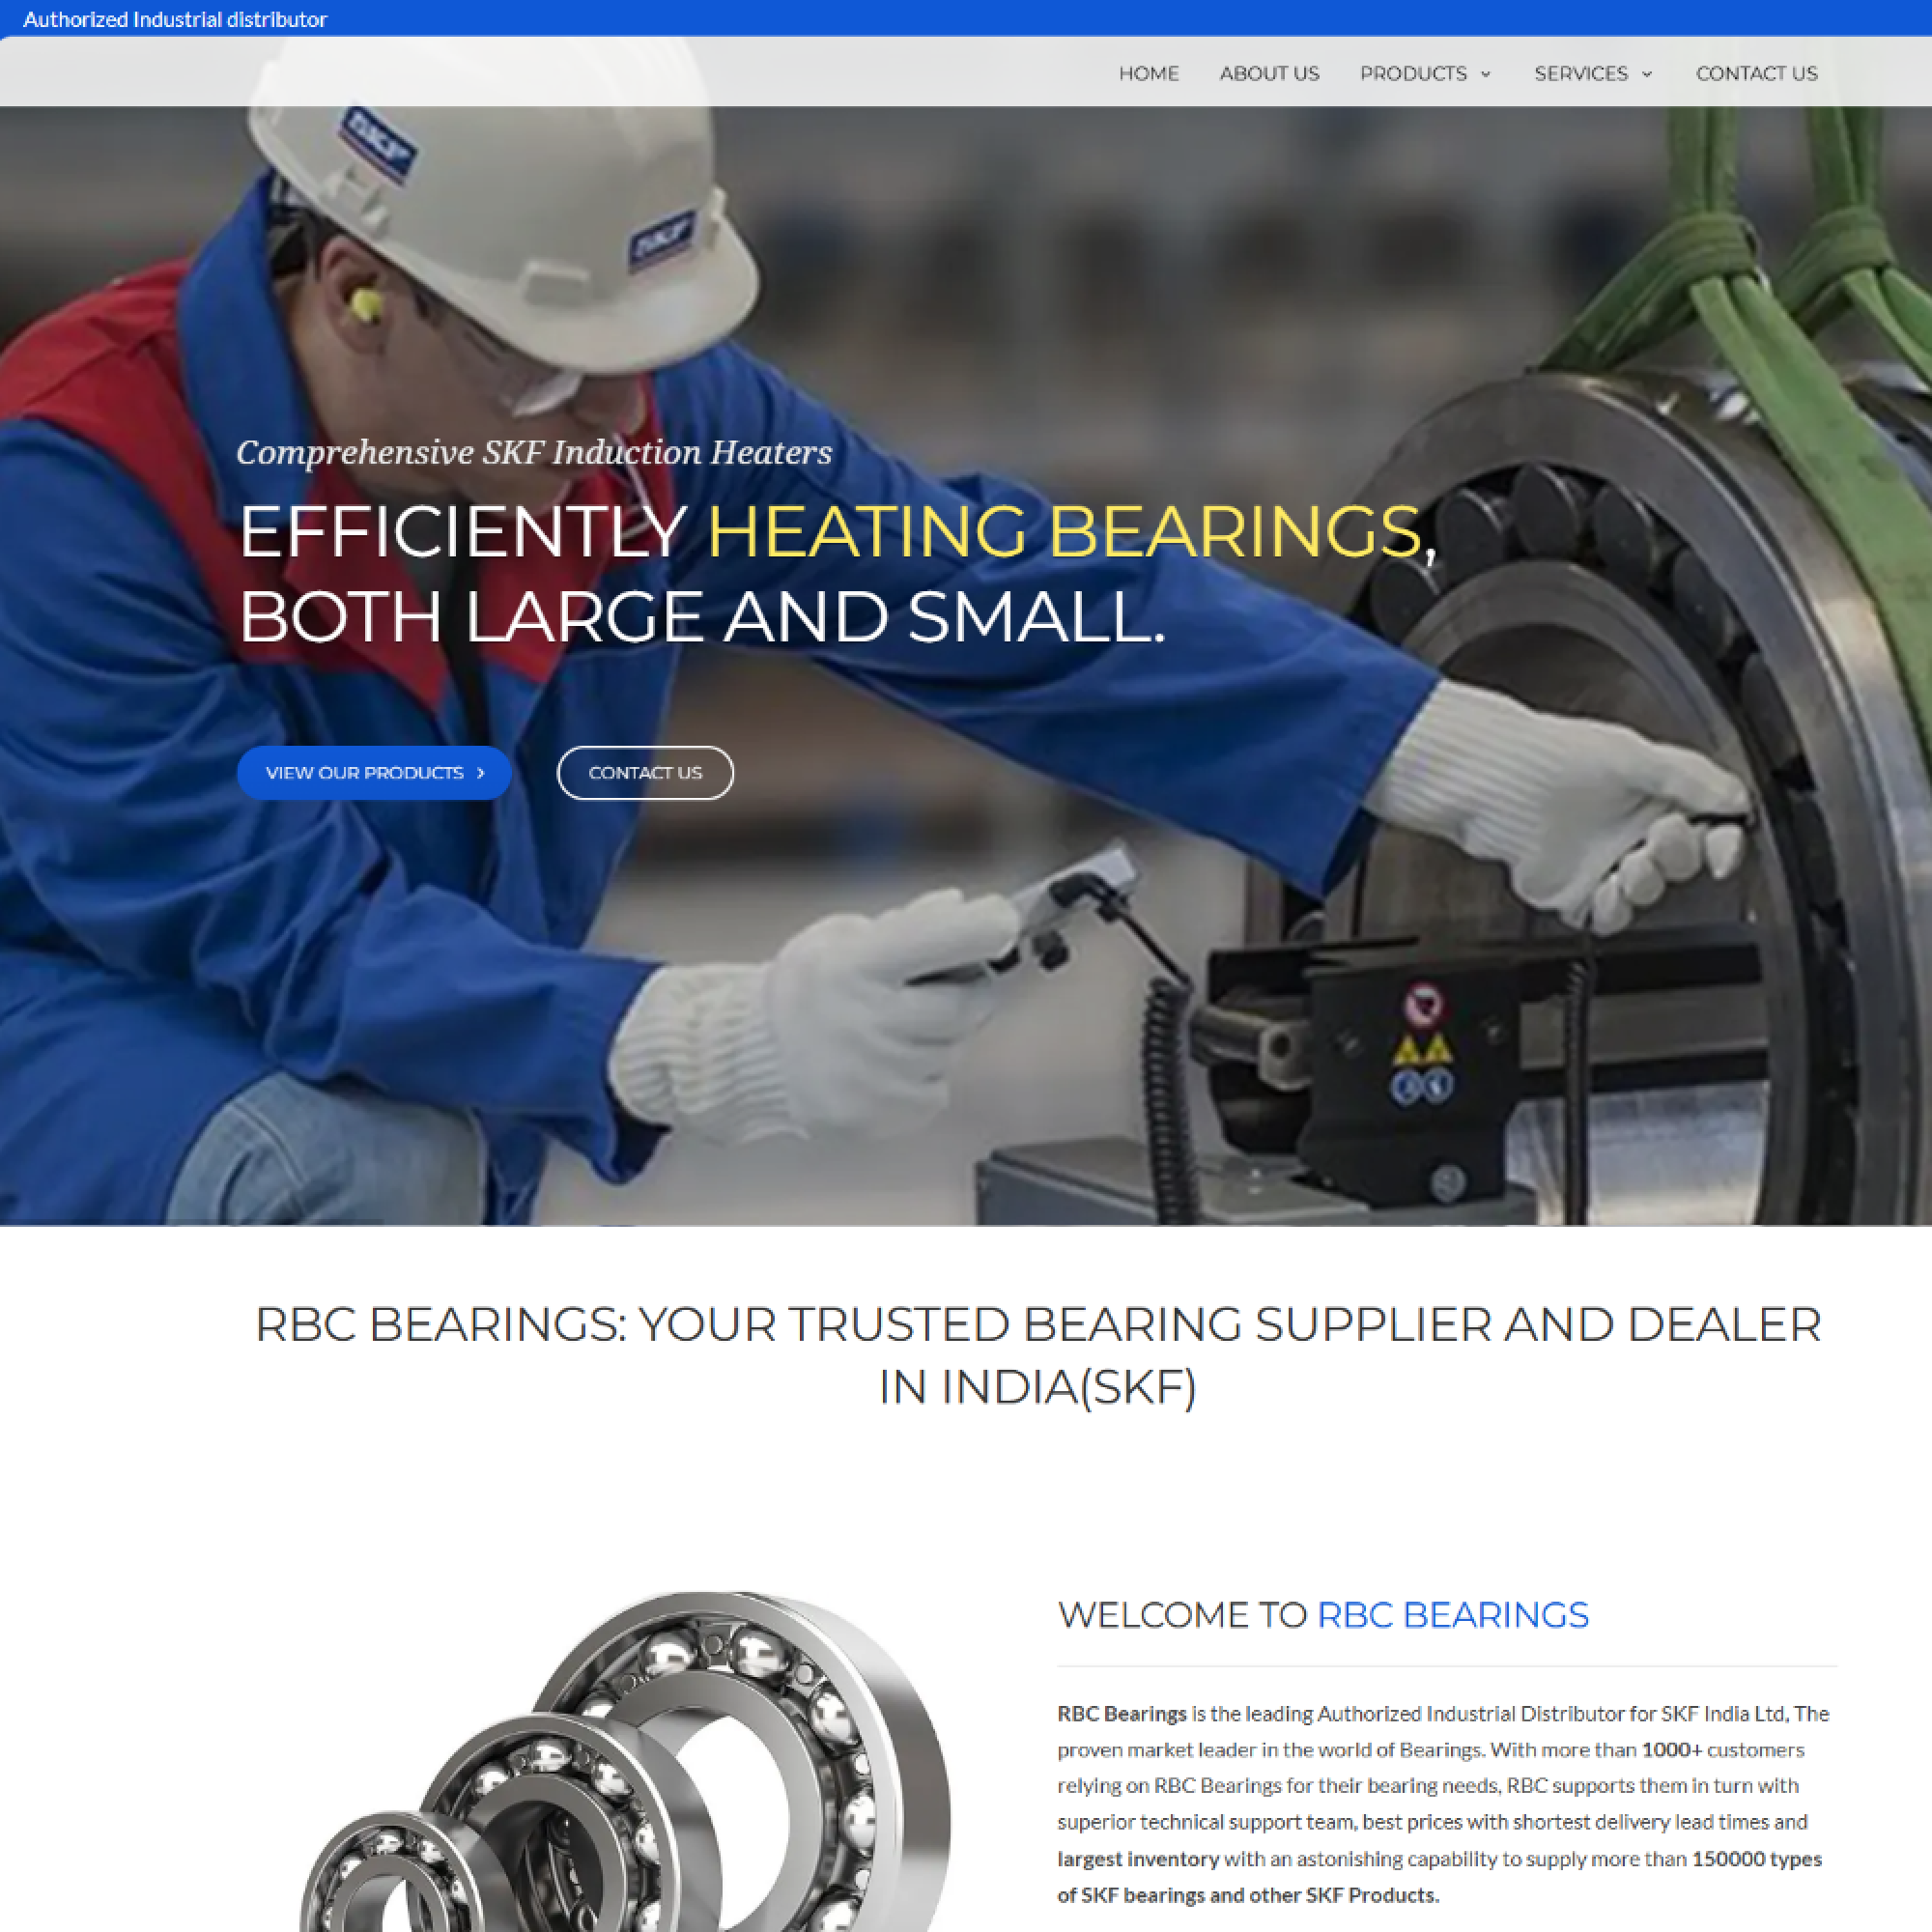 Authorized Industrial distributor
HOME ABOUT US PRODUCTS SERVICES CONTACT US
SKF
SKF
Comprehensive SKF Induction Heaters
EFFICIENTLY HEATING BEARINGS,
BOTH LARGE AND SMALL.
VIEW OUR PRODUCTS CONTACT US
RBC BEARINGS: YOUR TRUSTED BEARING SUPPLIER AND DEALER
IN INDIA(SKF)
WELCOME TO RBC BEARINGS
RBC Bearings is the leading Authorized Industrial Distributor for SKF India Ltd, The
proven market leader in the world of Bearings. With more than 1000+ customers
relying on RBC Bearings for their bearing needs, RBC supports them in turn with
superior technical support team, best prices with shortest delivery lead times and
largest inventory with an astonishing capability to supply more than 150000 types
of SKF bearings and other SKF Products.